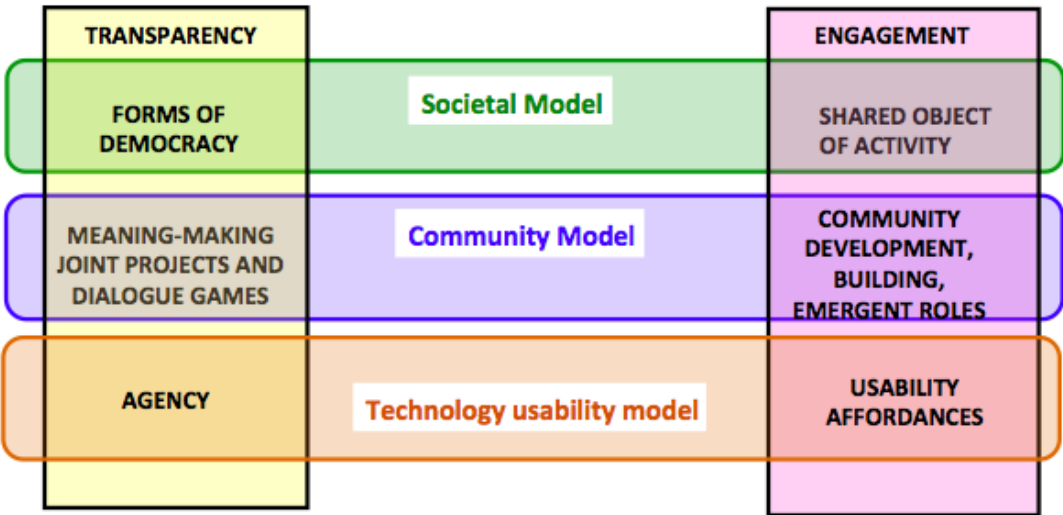 TRANSPARENCY
ENGAGEMENT
FORMS OF
DEMOCRACY
Societal Model
SHARED OBJECT
OF ACTIVITY
MEANING-MAKING
JOINT PROJECTS AND
DIALOGUE GAMES
Community Model
COMMUNITY
DEVELOPMENT,
BUILDING,
EMERGENT ROLES
AGENCY
Technology usability model
USABILITY
AFFORDANCES